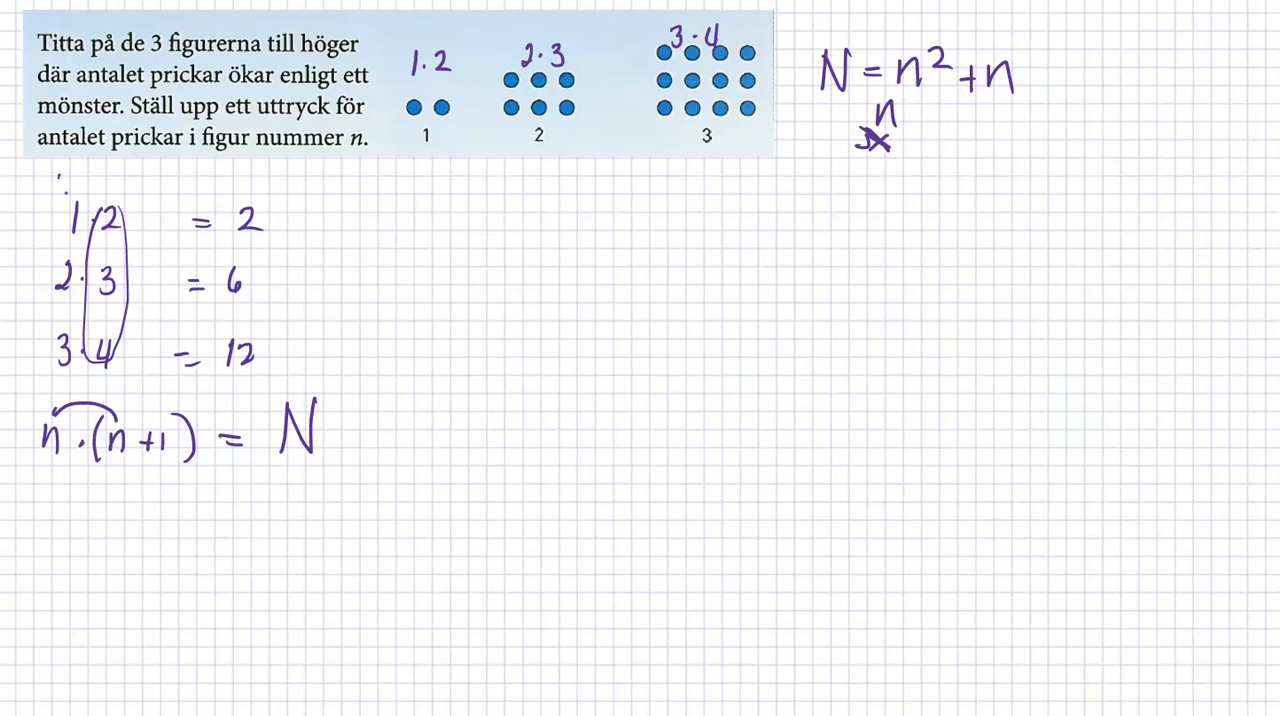 Titta på de 3 figurerna till höger
där antalet prickar ökar enligt ett
mönster. Ställ upp ett uttryck för
antalet prickar i figur nummer n.
1·2
2·3
3·4
1
2
3
N = n² + n
n
1·2 = 2
2·3 = 6
3·4 = 12
n·(n+1) = N